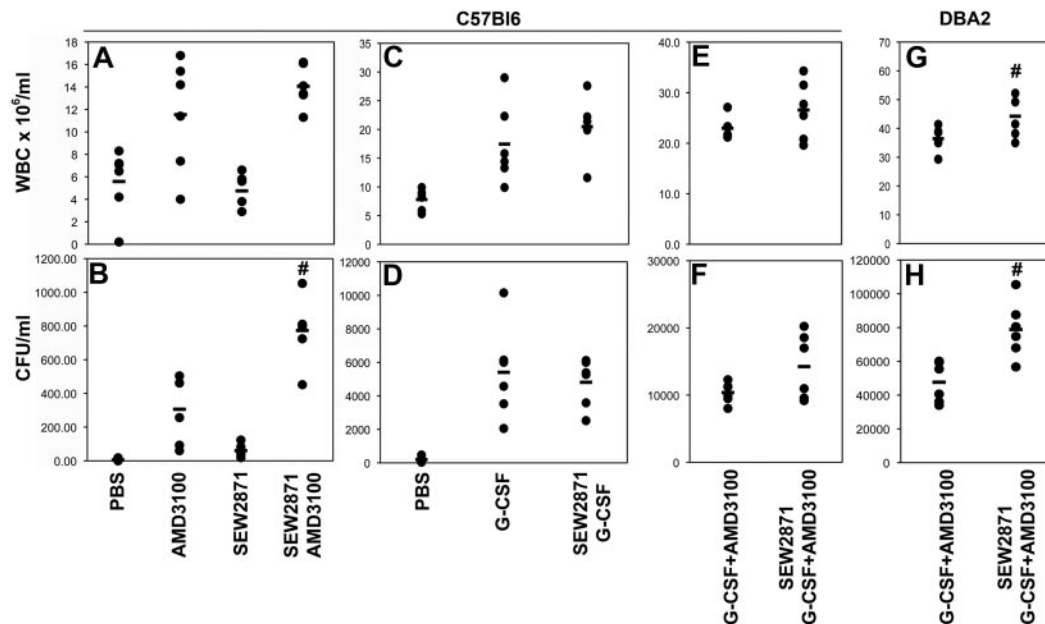 C57Bl6
DBA2
A
WBC x 10⁶/ml
18
16
14
12
10
8
6
4
2
0
C
35
30
25
20
15
10
5
0
E
40.0
30.0
20.0
10.0
0.0
G
#
70
60
50
40
30
20
10
0
B
#
CFU/ml
1200.00
1000.00
800.00
600.00
400.00
200.00
0.00
PBS
AMD3100
SEW2871
SEW2871
AMD3100
D
12000
10000
8000
6000
4000
2000
0
PBS
G-CSF
SEW2871
G-CSF
F
30000
20000
10000
0
G-CSF+AMD3100
SEW2871
G-CSF+AMD3100
H
#
120000
100000
80000
60000
40000
20000
0
G-CSF+AMD3100
SEW2871
G-CSF+AMD3100